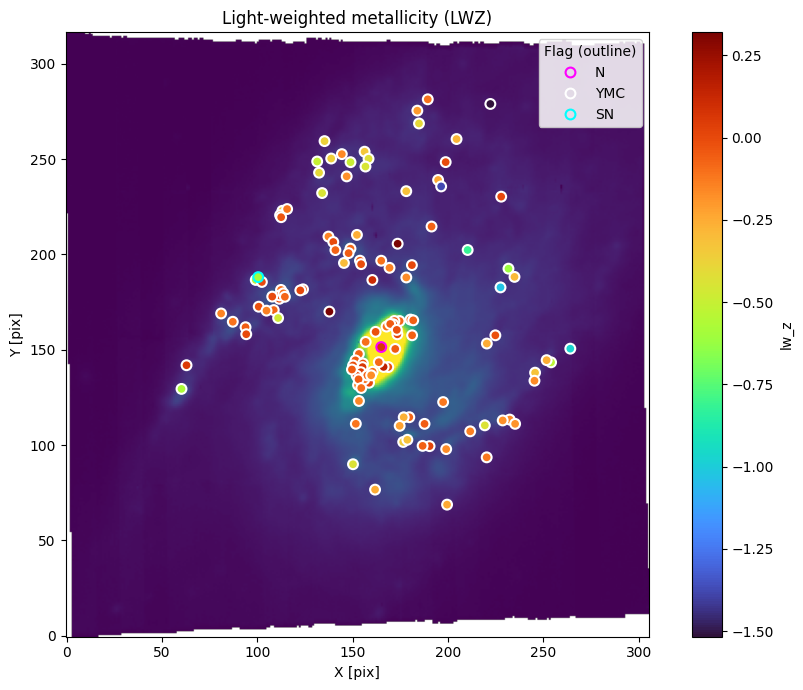 Light-weighted metallicity (LWZ)
Flag (outline)
N
YMC
SN
300
250
200
150
100
50
0
Y [pix]
0 50 100 150 200 250 300
X [pix]
0.25
0.00
−0.25
−0.50
−0.75
−1.00
−1.25
−1.50
lw_z